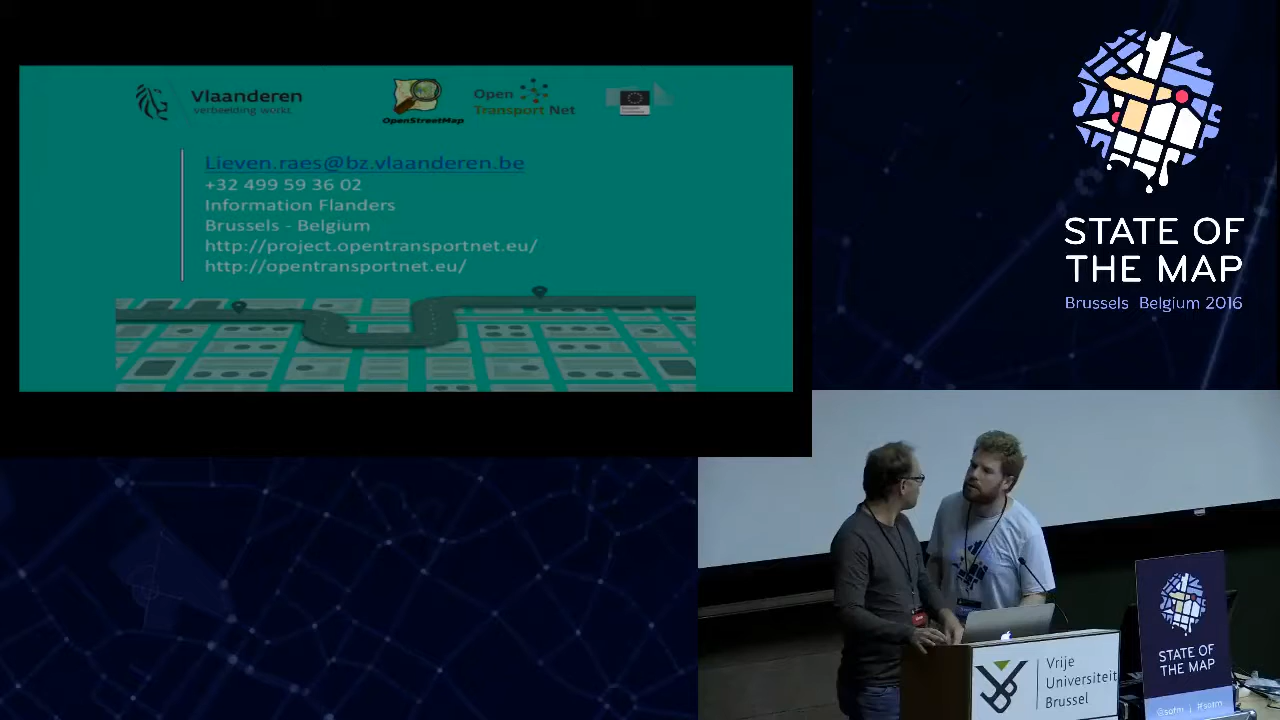 Vlaanderen
verbeelding werkt
OpenStreetMap
Open
Transport Net
Lieven.raes@bz.vlaanderen.be
+32 499 59 36 02
Information Flanders
Brussels - Belgium
http://project.opentransportnet.eu/
http://opentransportnet.eu/
STATE OF
THE MAP
Brussels Belgium 2016
Vrije
Universiteit
Brussel
STATE OF
THE MAP
@sotm | #sotm